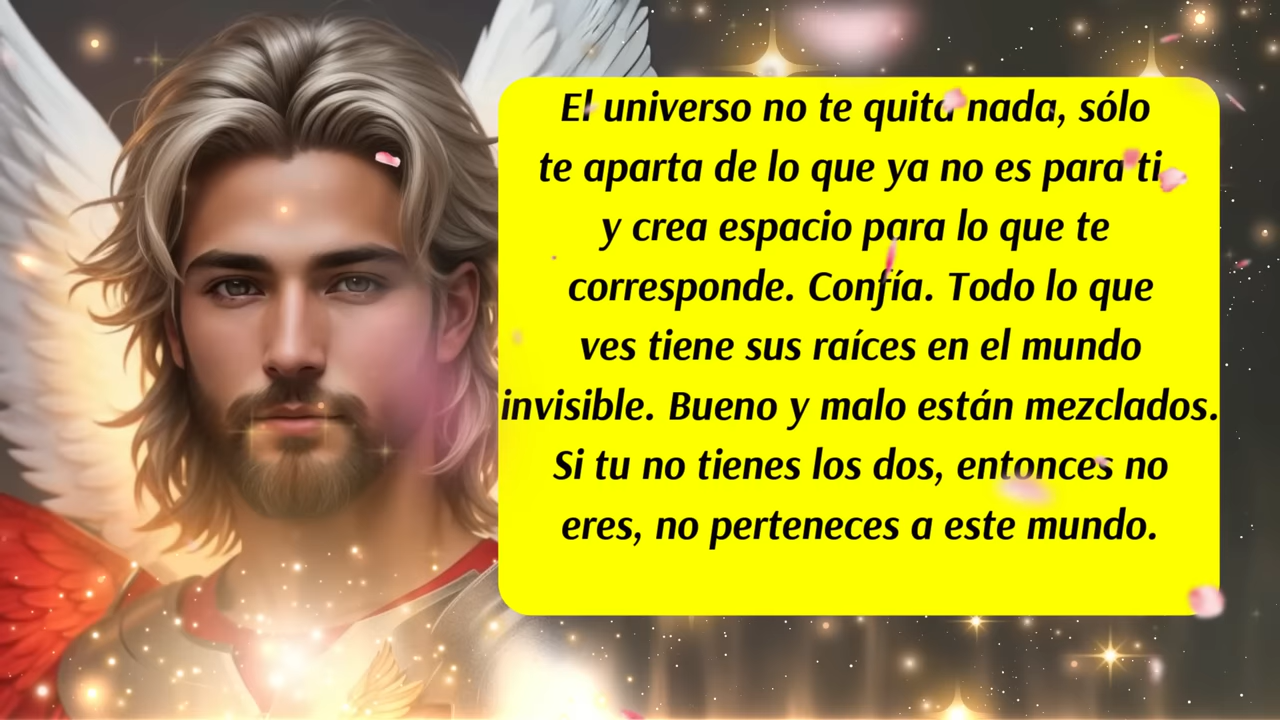 El universo no te quita nada, sólo
te aparta de lo que ya no es para ti
y crea espacio para lo que te
corresponde. Confía. Todo lo que
ves tiene sus raíces en el mundo
invisible. Bueno y malo están mezclados.
Si tu no tienes los dos, entonces no
eres, no perteneces a este mundo.